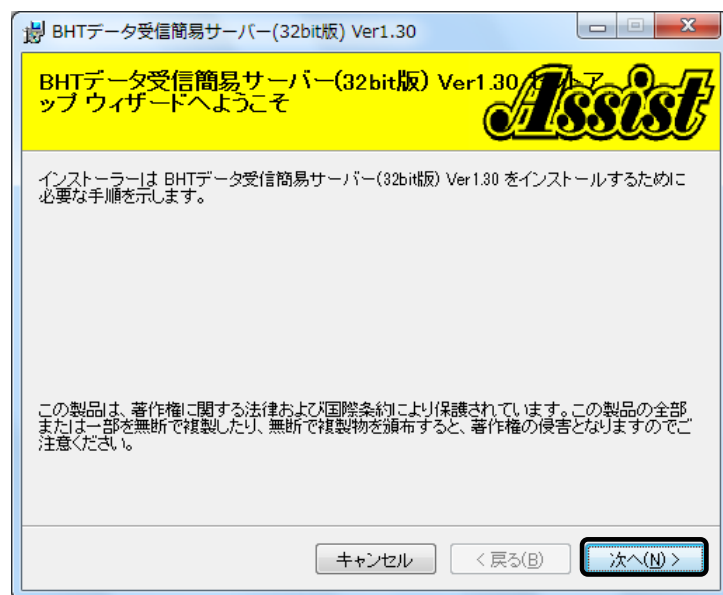 BHTデータ受信簡易サーバー(32bit版) Ver1.30
BHTデータ受信簡易サーバー(32bit版) Ver1.30 セットア
ップ ウィザードへようこそ
Assist
インストーラーは BHTデータ受信簡易サーバー(32bit版) Ver1.30 をインストールするために
必要な手順を示します。
この製品は、著作権に関する法律および国際条約により保護されています。この製品の全部
または一部を無断で複製したり、無断で複製物を頒布すると、著作権の侵害となりますのでご
注意ください。
キャンセル
< 戻る(B)
次へ(N) >